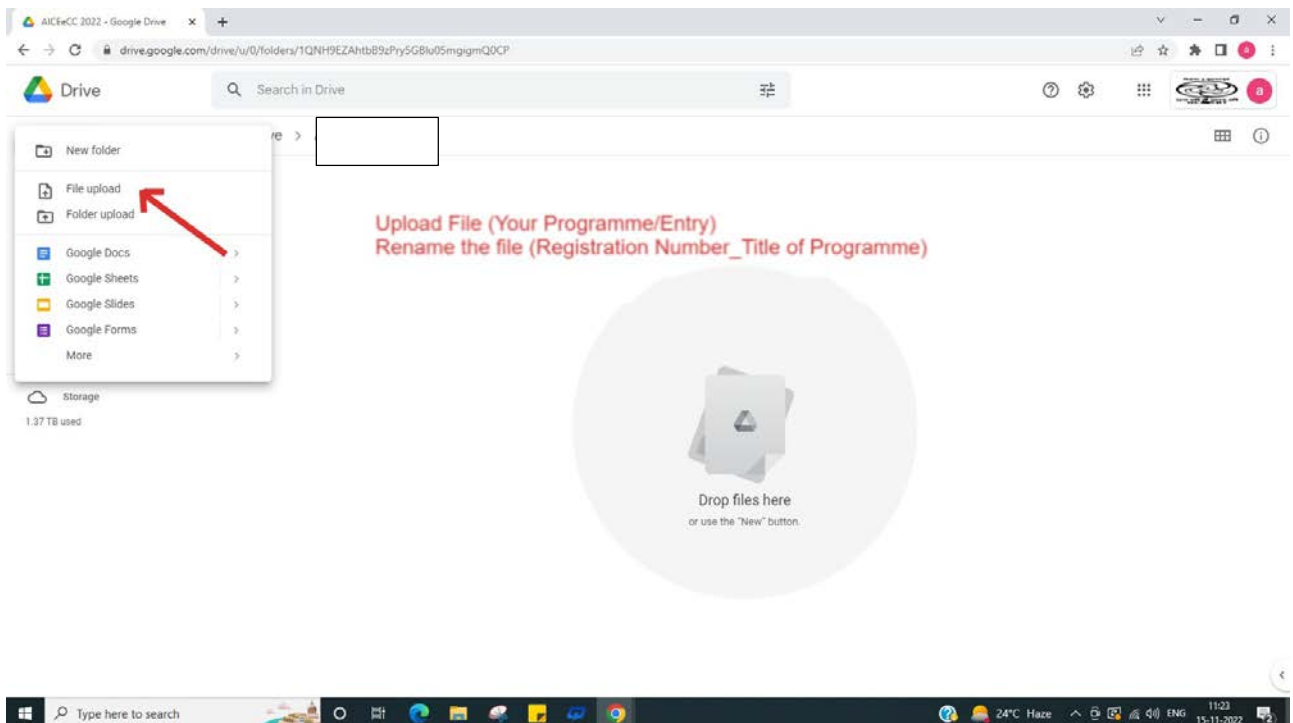 AICEeCC 2022 - Google Drive
drive.google.com/drive/u/0/folders/1QNH9EZAhtbB9zPry5GBlu05mgigmQ0CP
Drive
Search in Drive
a
ve >
New folder
File upload
Folder upload
Google Docs
Google Sheets
Google Slides
Google Forms
More
Storage
1.37 TB used
Upload File (Your Programme/Entry)
Rename the file (Registration Number_Title of Programme)
Drop files here
or use the "New" button.
Type here to search
24°C Haze
ENG
11:23
15-11-2022